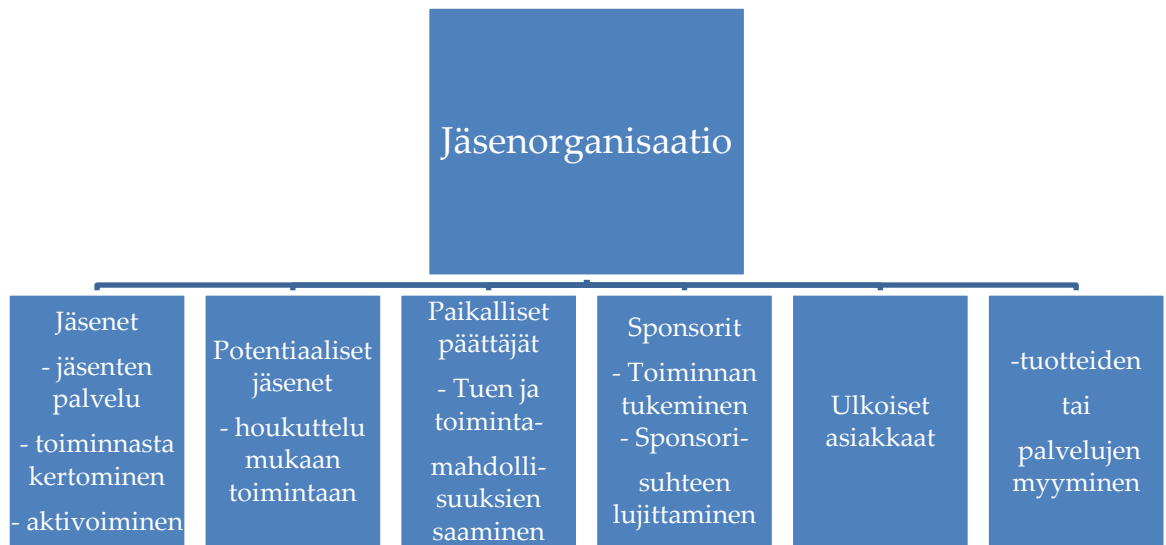 Jäsenorganisaatio
Jäsenet
- jäsenten
palvelu
- toiminnasta
kertominen
- aktivoiminen
Potentiaaliset
jäsenet
- houkuttelu
mukaan
toimintaan
Paikalliset
päättäjät
- Tuen ja
toiminta-
mahdolli-
suuksien
saaminen
Sponsorit
- Toiminnan
tukeminen
- Sponsori-
suhteen
lujittaminen
Ulkoiset
asiakkaat
-tuotteiden
tai
palvelujen
myyminen